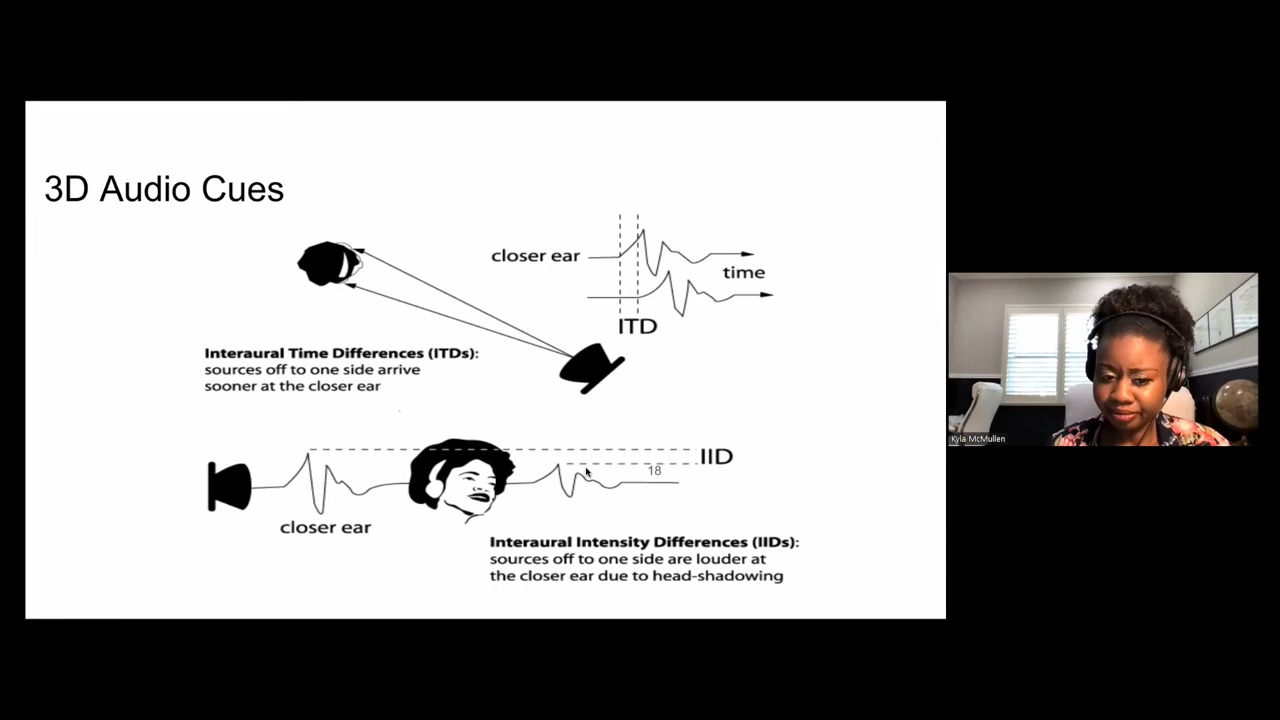 3D Audio Cues
closer ear
time
ITD
Interaural Time Differences (ITDs):
sources off to one side arrive
sooner at the closer ear
IID
18
closer ear
Interaural Intensity Differences (IIDs):
sources off to one side are louder at
the closer ear due to head-shadowing
Kyla McMullen